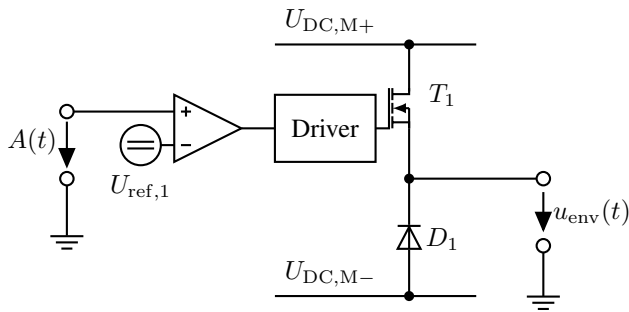 U_DC,M+
A(t)
+
−
U_ref,1
Driver
T_1
u_env(t)
D_1
U_DC,M−